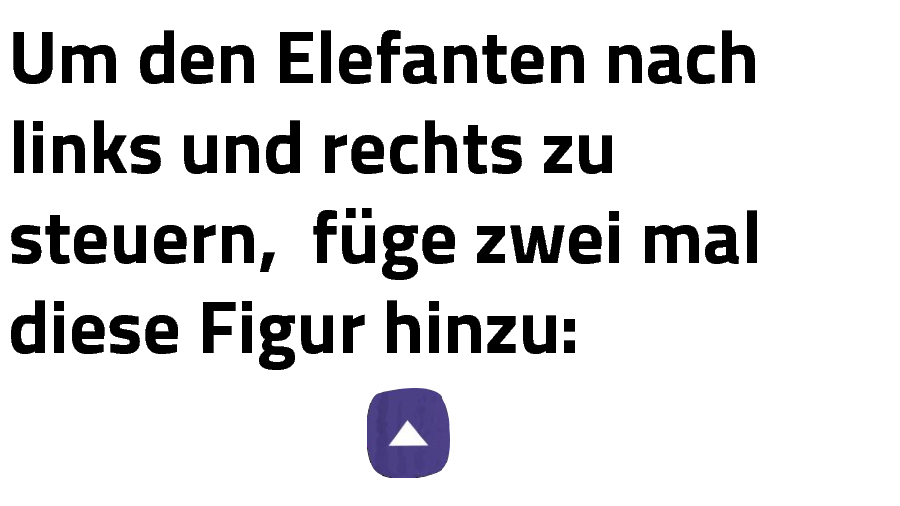 Um den Elefanten nach
links und rechts zu
steuern,  füge zwei mal
diese Figur hinzu: